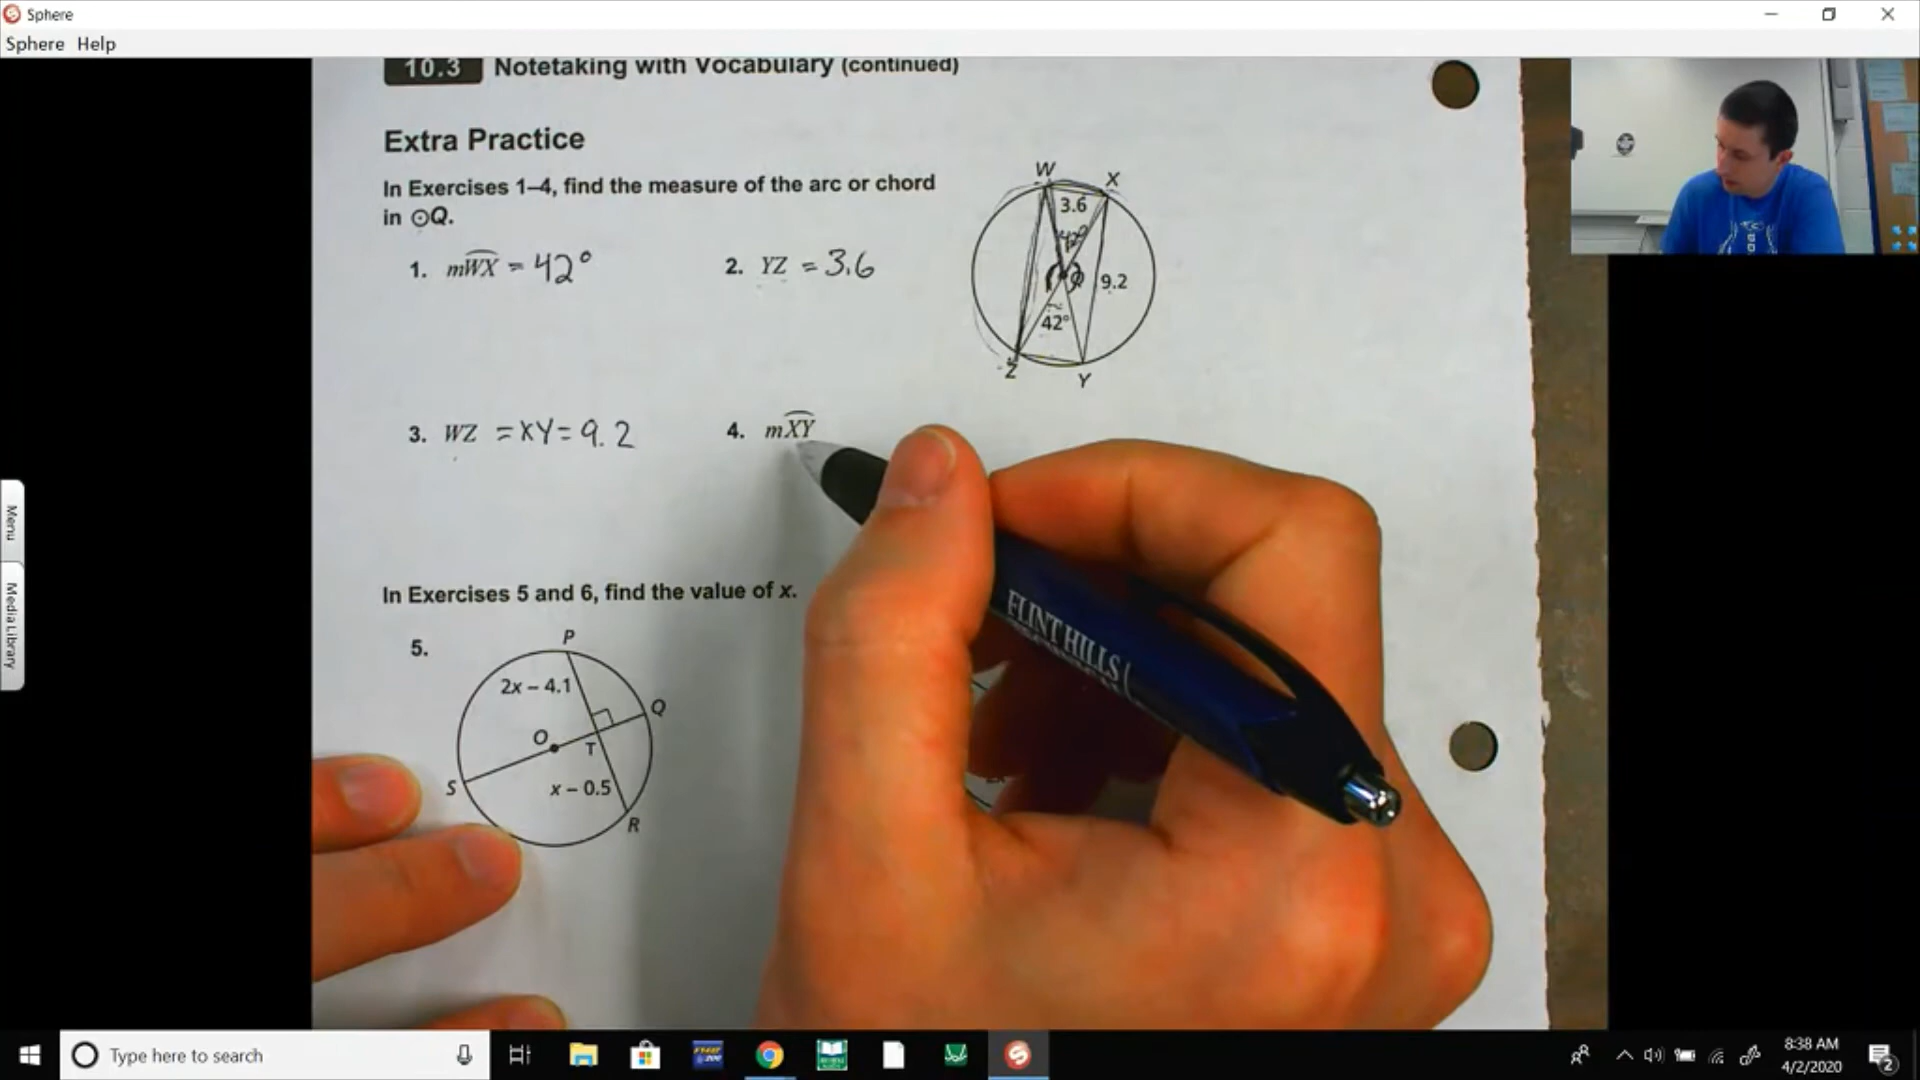 Sphere
Sphere Help
10.3 Notetaking with Vocabulary (continued)
Extra Practice
In Exercises 1–4, find the measure of the arc or chord
in ⊙Q.
1. mWX = 42°
2. YZ = 3.6
W
X
3.6
42°
Q
9.2
42°
Z
Y
3. WZ = XY = 9.2
4. mXY
In Exercises 5 and 6, find the value of x.
5.
P
2x – 4.1
Q
O
T
S
x – 0.5
R
FLINT HILLS
Menu
Media Library
Type here to search
8:38 AM
4/2/2020
2